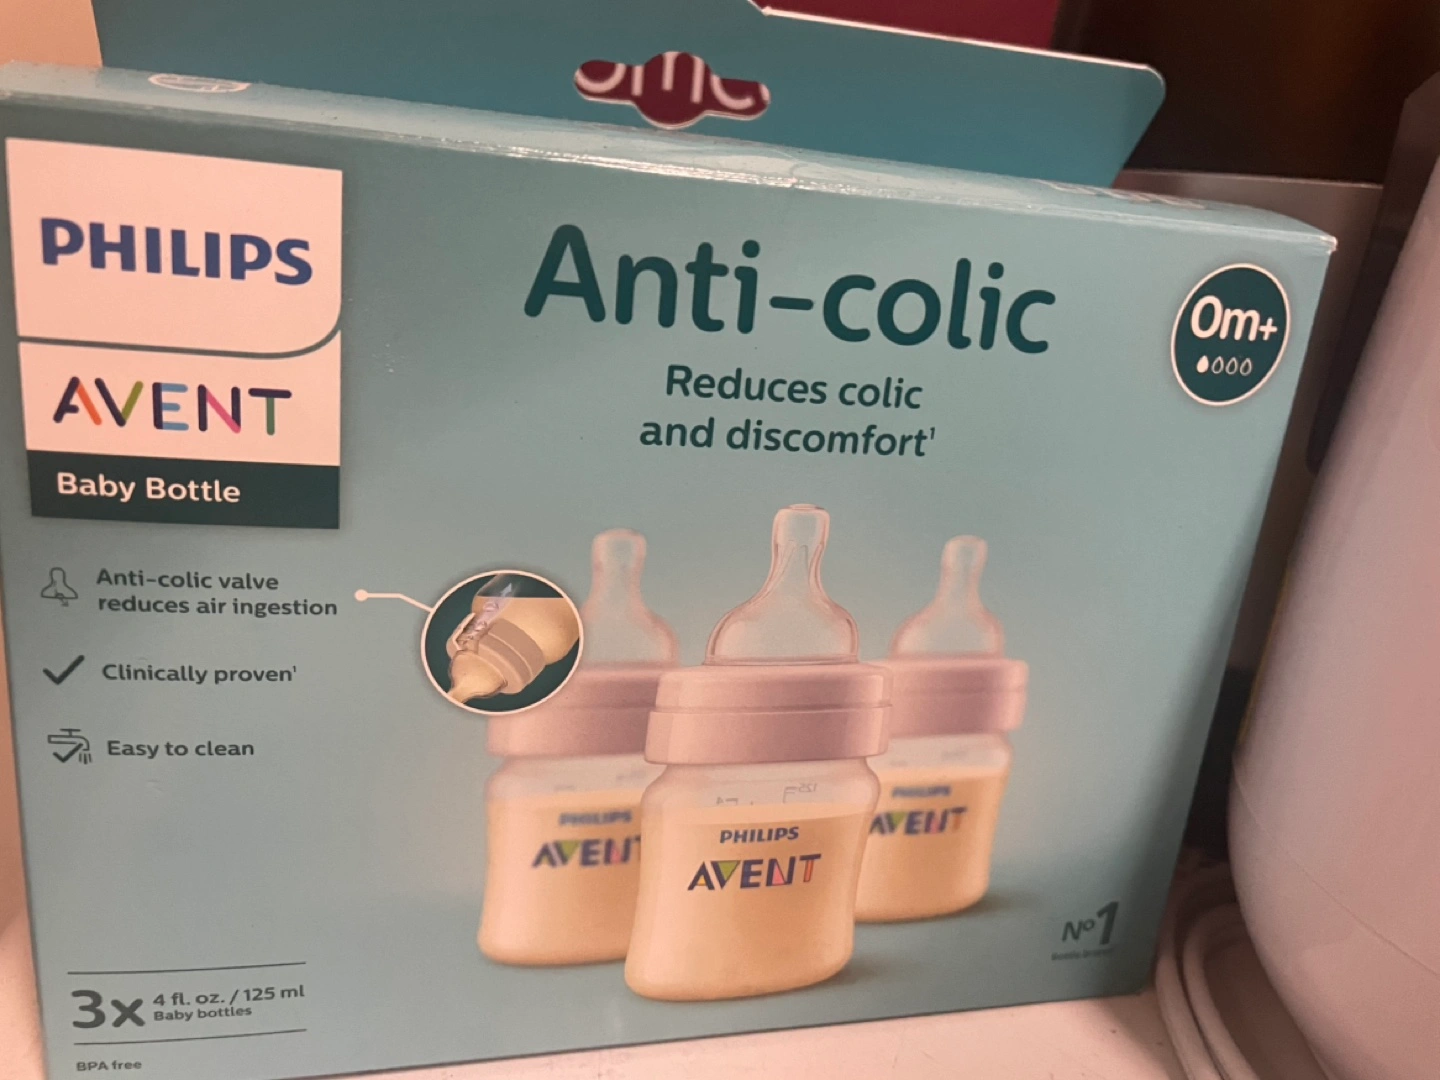 PHILIPS
AVENT
Baby Bottle
Anti-colic
Reduces colic
and discomfort¹
0m+
Anti-colic valve
reduces air ingestion
Clinically proven¹
Easy to clean
PHILIPS
AVENT
PHILIPS
AVENT
PHILIPS
AVENT
125
4
Nº1
3x
4 fl. oz. / 125 ml
Baby bottles
BPA free